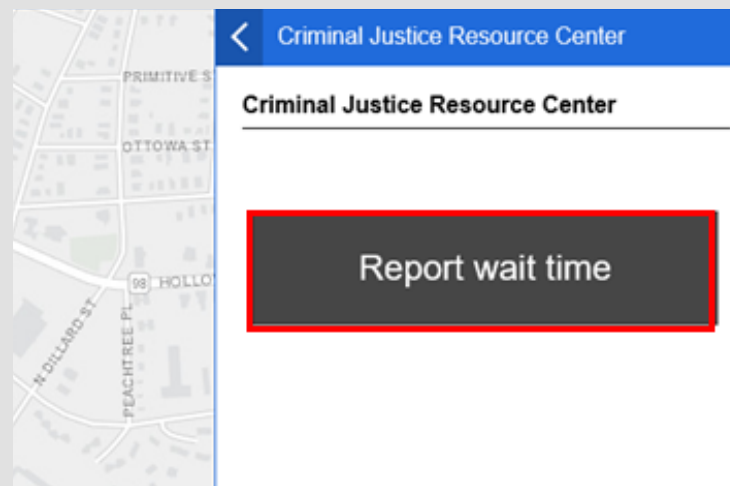 Criminal Justice Resource Center
Criminal Justice Resource Center
Report wait time
PRIMITIVE S
OTTOWA ST
98
HOLLO
N DILLARD ST
PEACHTREE PL